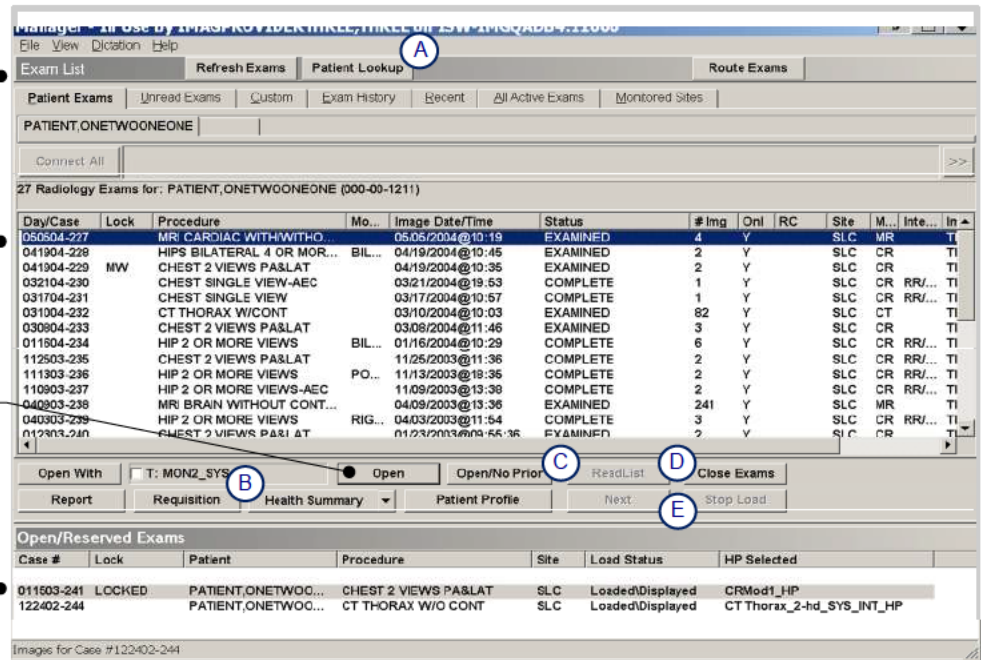 Manager - In Use by IMAGPROVIDERTHREE,THREE on ISW-IMGQADB4:11000
File View Dictation Help
A
Exam List Refresh Exams Patient Lookup Route Exams
Patient Exams Unread Exams Custom Exam History Recent All Active Exams Monitored Sites
PATIENT,ONETWOONEONE
Connect All >>
27 Radiology Exams for: PATIENT,ONETWOONEONE (000-00-1211)
Day/Case Lock Procedure Mo... Image Date/Time Status # Img Onl RC Site M... Inte... In
050504-227 MRI CARDIAC WITH/WITHO... 05/05/2004@10:19 EXAMINED 4 Y SLC MR TI
041904-228 HIPS BILATERAL 4 OR MOR... BIL... 04/19/2004@10:45 EXAMINED 2 Y SLC CR TI
041904-229 MW CHEST 2 VIEWS PA&LAT 04/19/2004@10:35 EXAMINED 2 Y SLC CR TI
032104-230 CHEST SINGLE VIEW-AEC 03/21/2004@19:53 COMPLETE 1 Y SLC CR RR/... TI
031704-231 CHEST SINGLE VIEW 03/17/2004@10:57 COMPLETE 1 Y SLC CR RR/... TI
031004-232 CT THORAX W/CONT 03/10/2004@10:03 EXAMINED 82 Y SLC CT TI
030804-233 CHEST 2 VIEWS PA&LAT 03/08/2004@11:46 EXAMINED 3 Y SLC CR TI
011604-234 HIP 2 OR MORE VIEWS BIL... 01/16/2004@10:29 COMPLETE 6 Y SLC CR RR/... TI
112503-235 CHEST 2 VIEWS PA&LAT 11/25/2003@11:36 COMPLETE 2 Y SLC CR RR/... TI
111303-236 HIP 2 OR MORE VIEWS PO... 11/13/2003@18:35 COMPLETE 2 Y SLC CR RR/... TI
110903-237 HIP 2 OR MORE VIEWS-AEC 11/09/2003@13:38 COMPLETE 2 Y SLC CR RR/... TI
040903-238 MRI BRAIN WITHOUT CONT... 04/09/2003@13:36 EXAMINED 241 Y SLC MR TI
040303-239 HIP 2 OR MORE VIEWS RIG... 04/03/2003@11:54 COMPLETE 3 Y SLC CR RR/... TI
012303-240 CHEST 2 VIEWS PA&LAT 01/23/2003@09:55:36 EXAMINED 2 Y SLC CR TI
Open With T: MON2_SYS Open Open/No Prior C ReadList D Close Exams
Report Requisition B Health Summary Patient Profile Next E Stop Load
Open/Reserved Exams
Case # Lock Patient Procedure Site Load Status HP Selected
011503-241 LOCKED PATIENT,ONETWOO... CHEST 2 VIEWS PA&LAT SLC Loaded\Displayed CRMod1_HP
122402-244 PATIENT,ONETWOO... CT THORAX W/O CONT SLC Loaded\Displayed CT Thorax_2-hd_SYS_INT_HP
Images for Case #122402-244